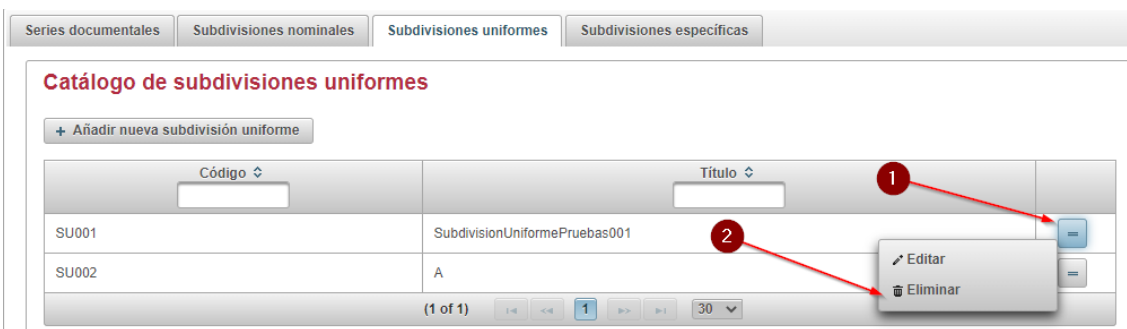 Series documentales Subdivisiones nominales Subdivisiones uniformes Subdivisiones específicas
Catálogo de subdivisiones uniformes
+ Añadir nueva subdivisión uniforme
Código Título
1
SU001 SubdivisionUniformePruebas001
2
Editar
SU002 A
Eliminar
(1 of 1) 1 30